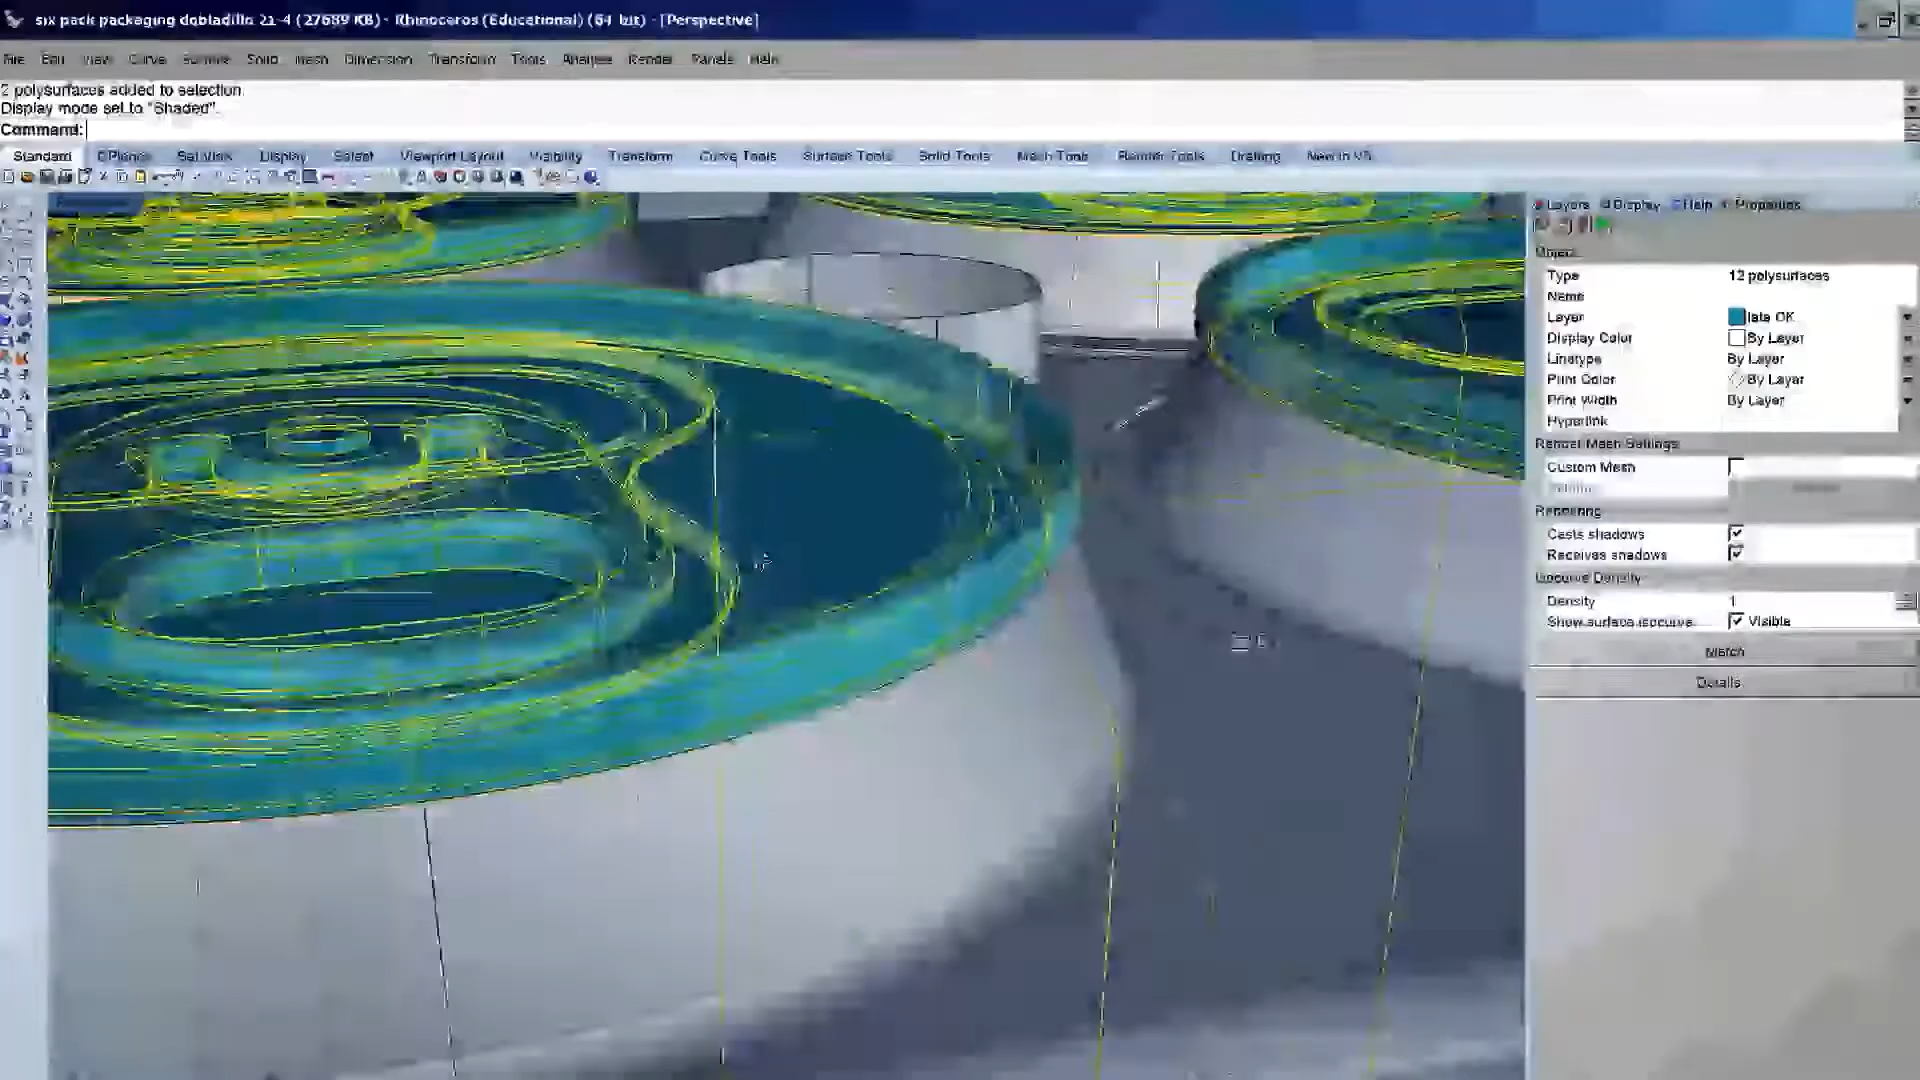 six pack packaging dobladillo 21-4 (27689 KB) - Rhinoceros (Educational) (64 bit) - [Perspective]
File Edit View Curve Surface Solid Mesh Dimension Transform Tools Analyze Render Panels Help
2 polysurfaces added to selection.
Display mode set to "Shaded".
Command:
Standard CPlanes Set View Display Select Viewport Layout Visibility Transform Curve Tools Surface Tools Solid Tools Mesh Tools Render Tools Drafting New in V5
Layers Display Help Properties
Object
Type 12 polysurfaces
Name
Layer lata OK
Display Color By Layer
Linetype By Layer
Print Color By Layer
Print Width By Layer
Hyperlink
Render Mesh Settings
Custom Mesh
Rendering
Casts shadows
Receives shadows
Isocurve Density
Density 1
Show surface isocurve... Visible
Match
Details...